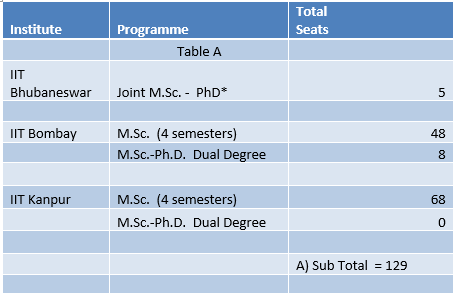 Institute Programme Total Seats
Table A
IIT Bhubaneswar Joint M.Sc. - PhD* 5
IIT Bombay M.Sc. (4 semesters) 48
M.Sc.-Ph.D. Dual Degree 8
IIT Kanpur M.Sc. (4 semesters) 68
M.Sc.-Ph.D. Dual Degree 0
A) Sub Total = 129